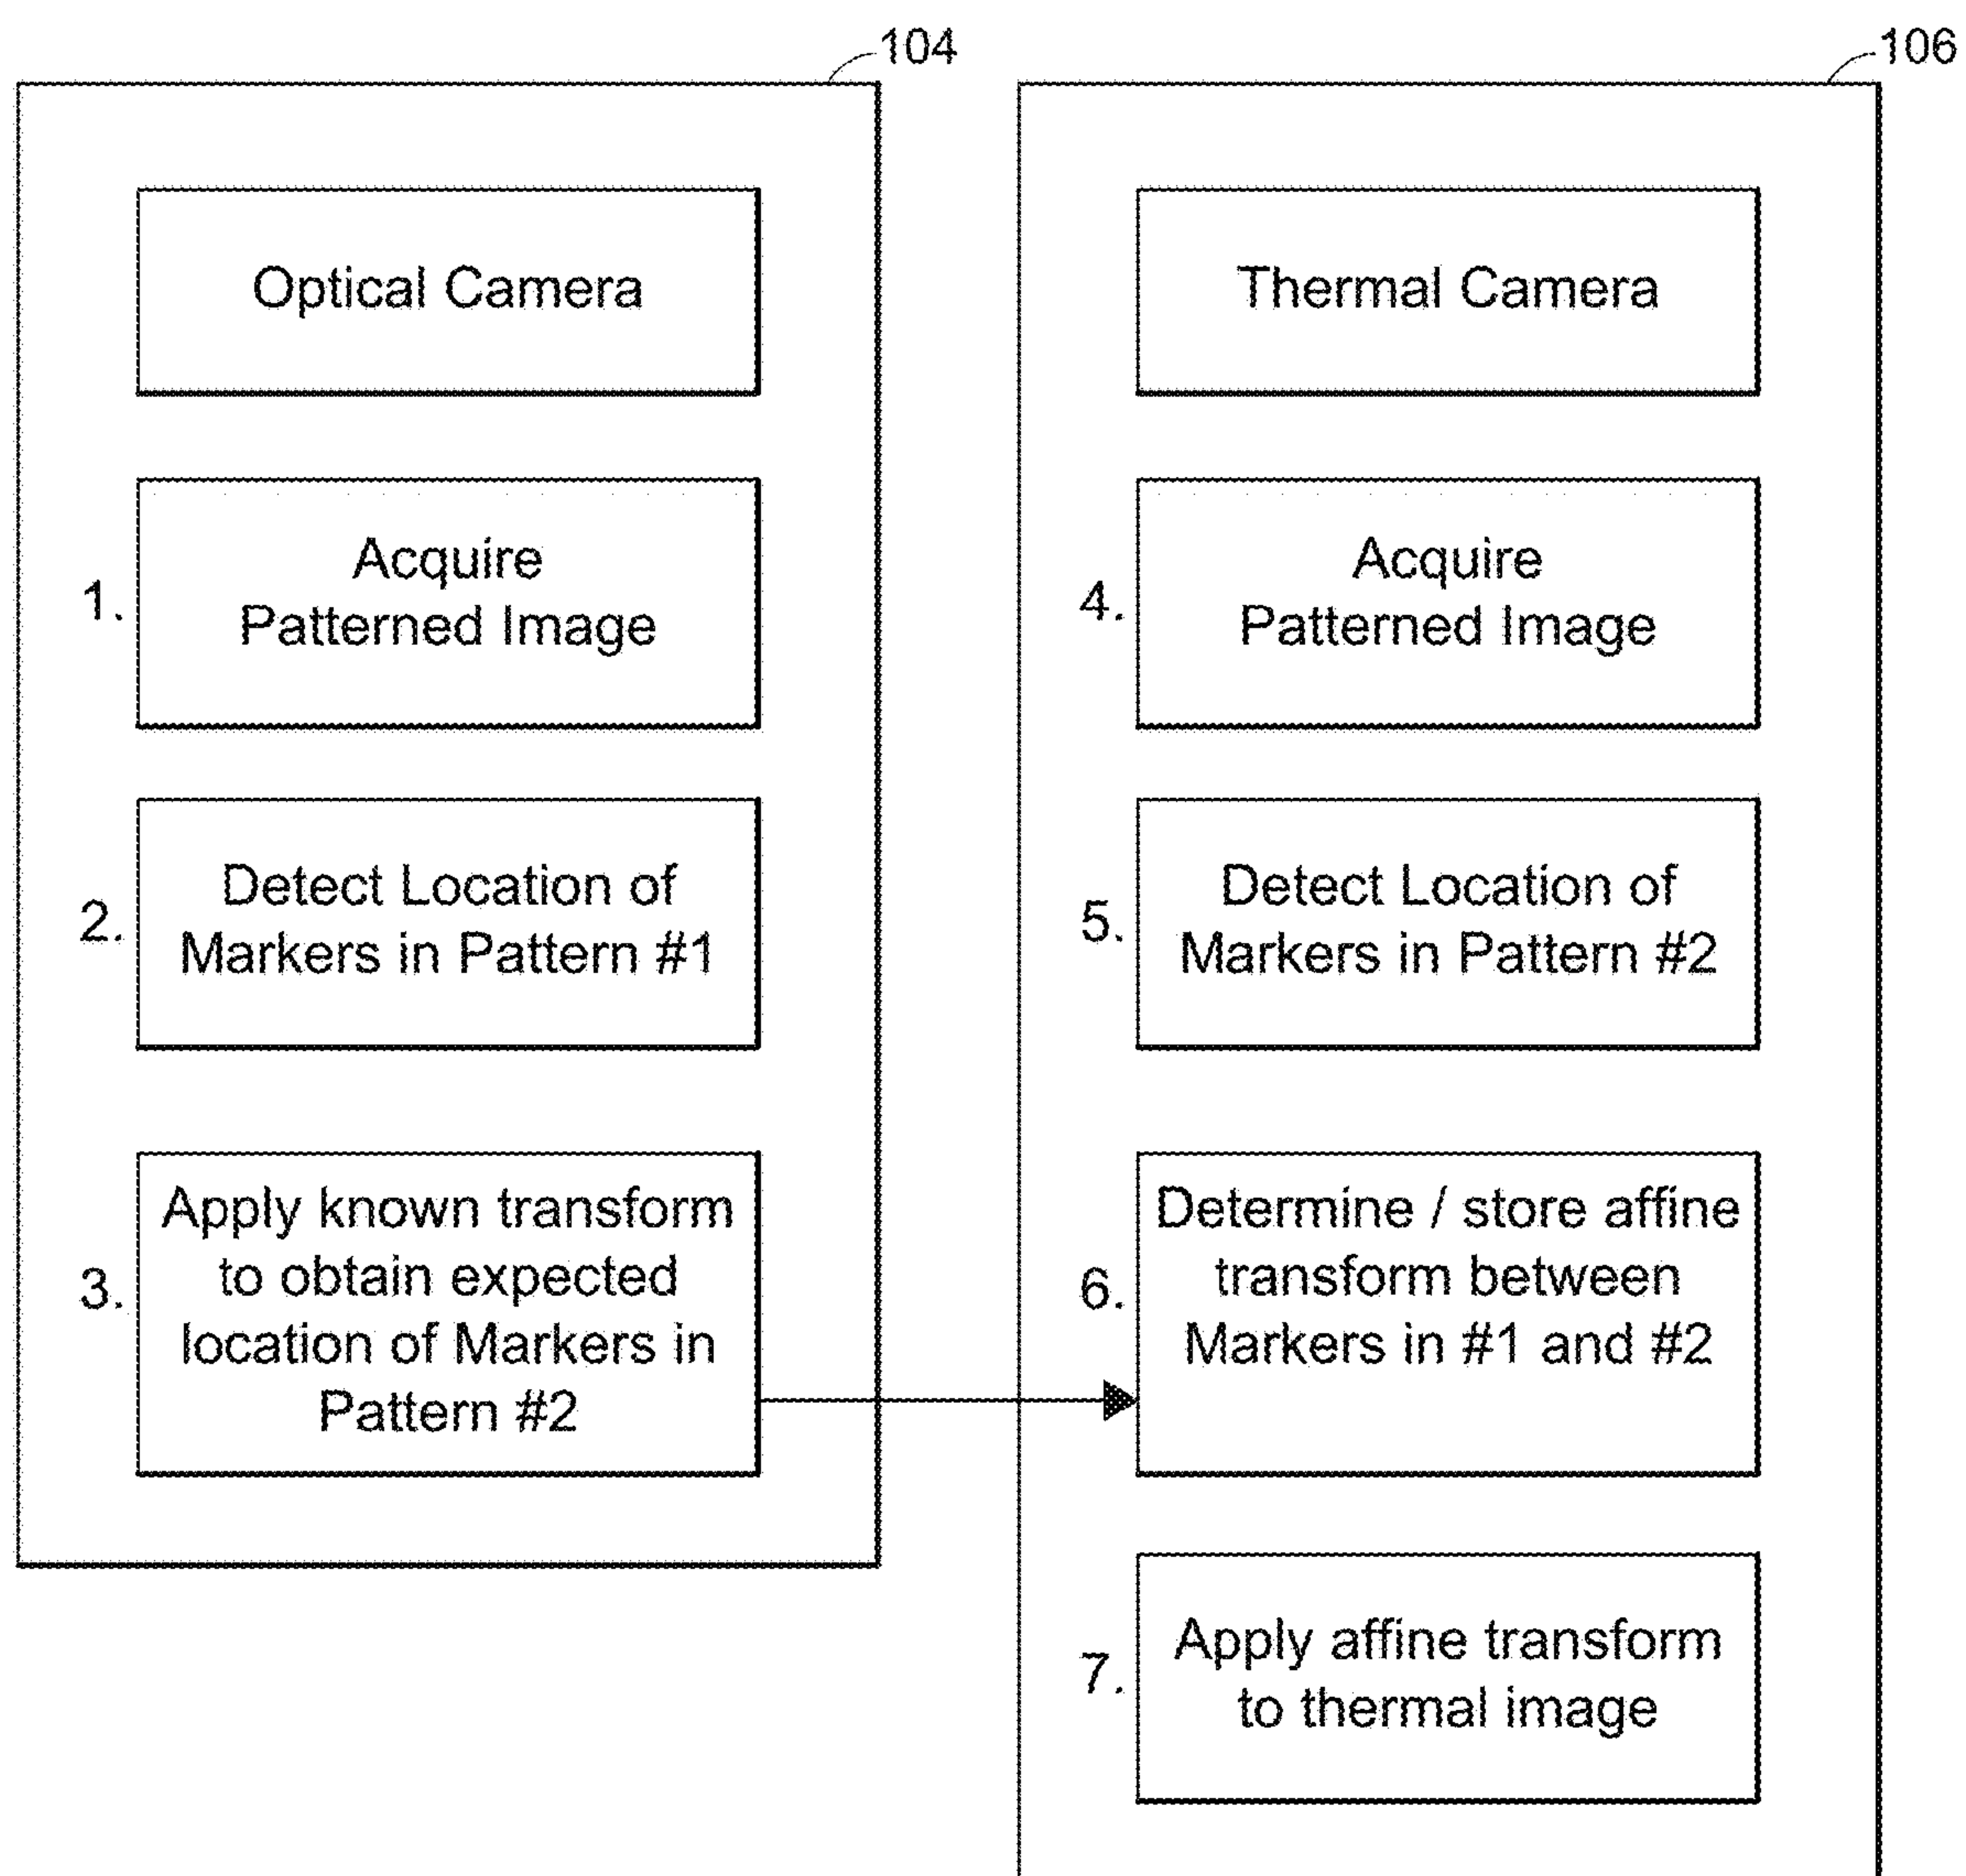 104
Optical Camera
1.
Acquire
Patterned Image
2.
Detect Location of
Markers in Pattern #1
3.
Apply known transform
to obtain expected
location of Markers in
Pattern #2
106
Thermal Camera
4.
Acquire
Patterned Image
5.
Detect Location of
Markers in Pattern #2
6.
Determine / store affine
transform between
Markers in #1 and #2
7.
Apply affine transform
to thermal image